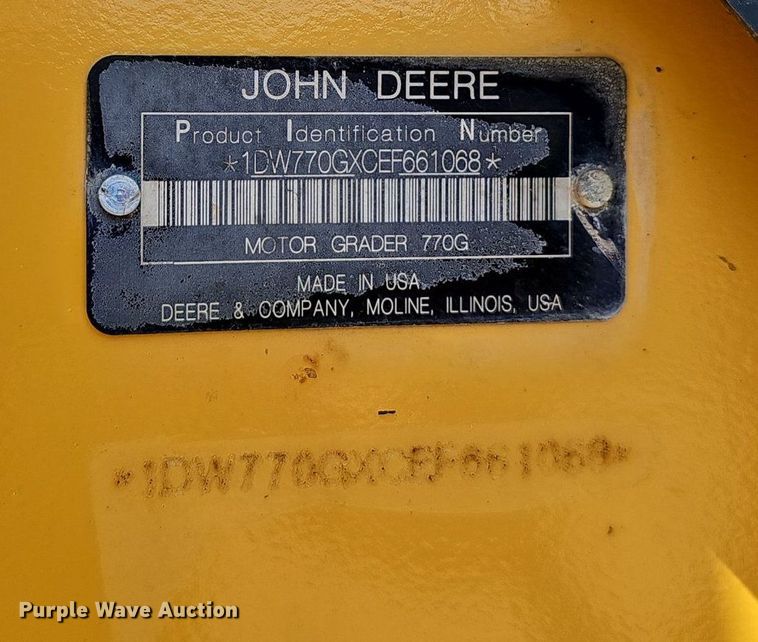 JOHN DEERE
Product Identification Number
*1DW770GXCEF661068*
MOTOR GRADER 770G
MADE IN USA
DEERE & COMPANY, MOLINE, ILLINOIS, USA
*1DW770GXCEF661068*
Purple Wave Auction